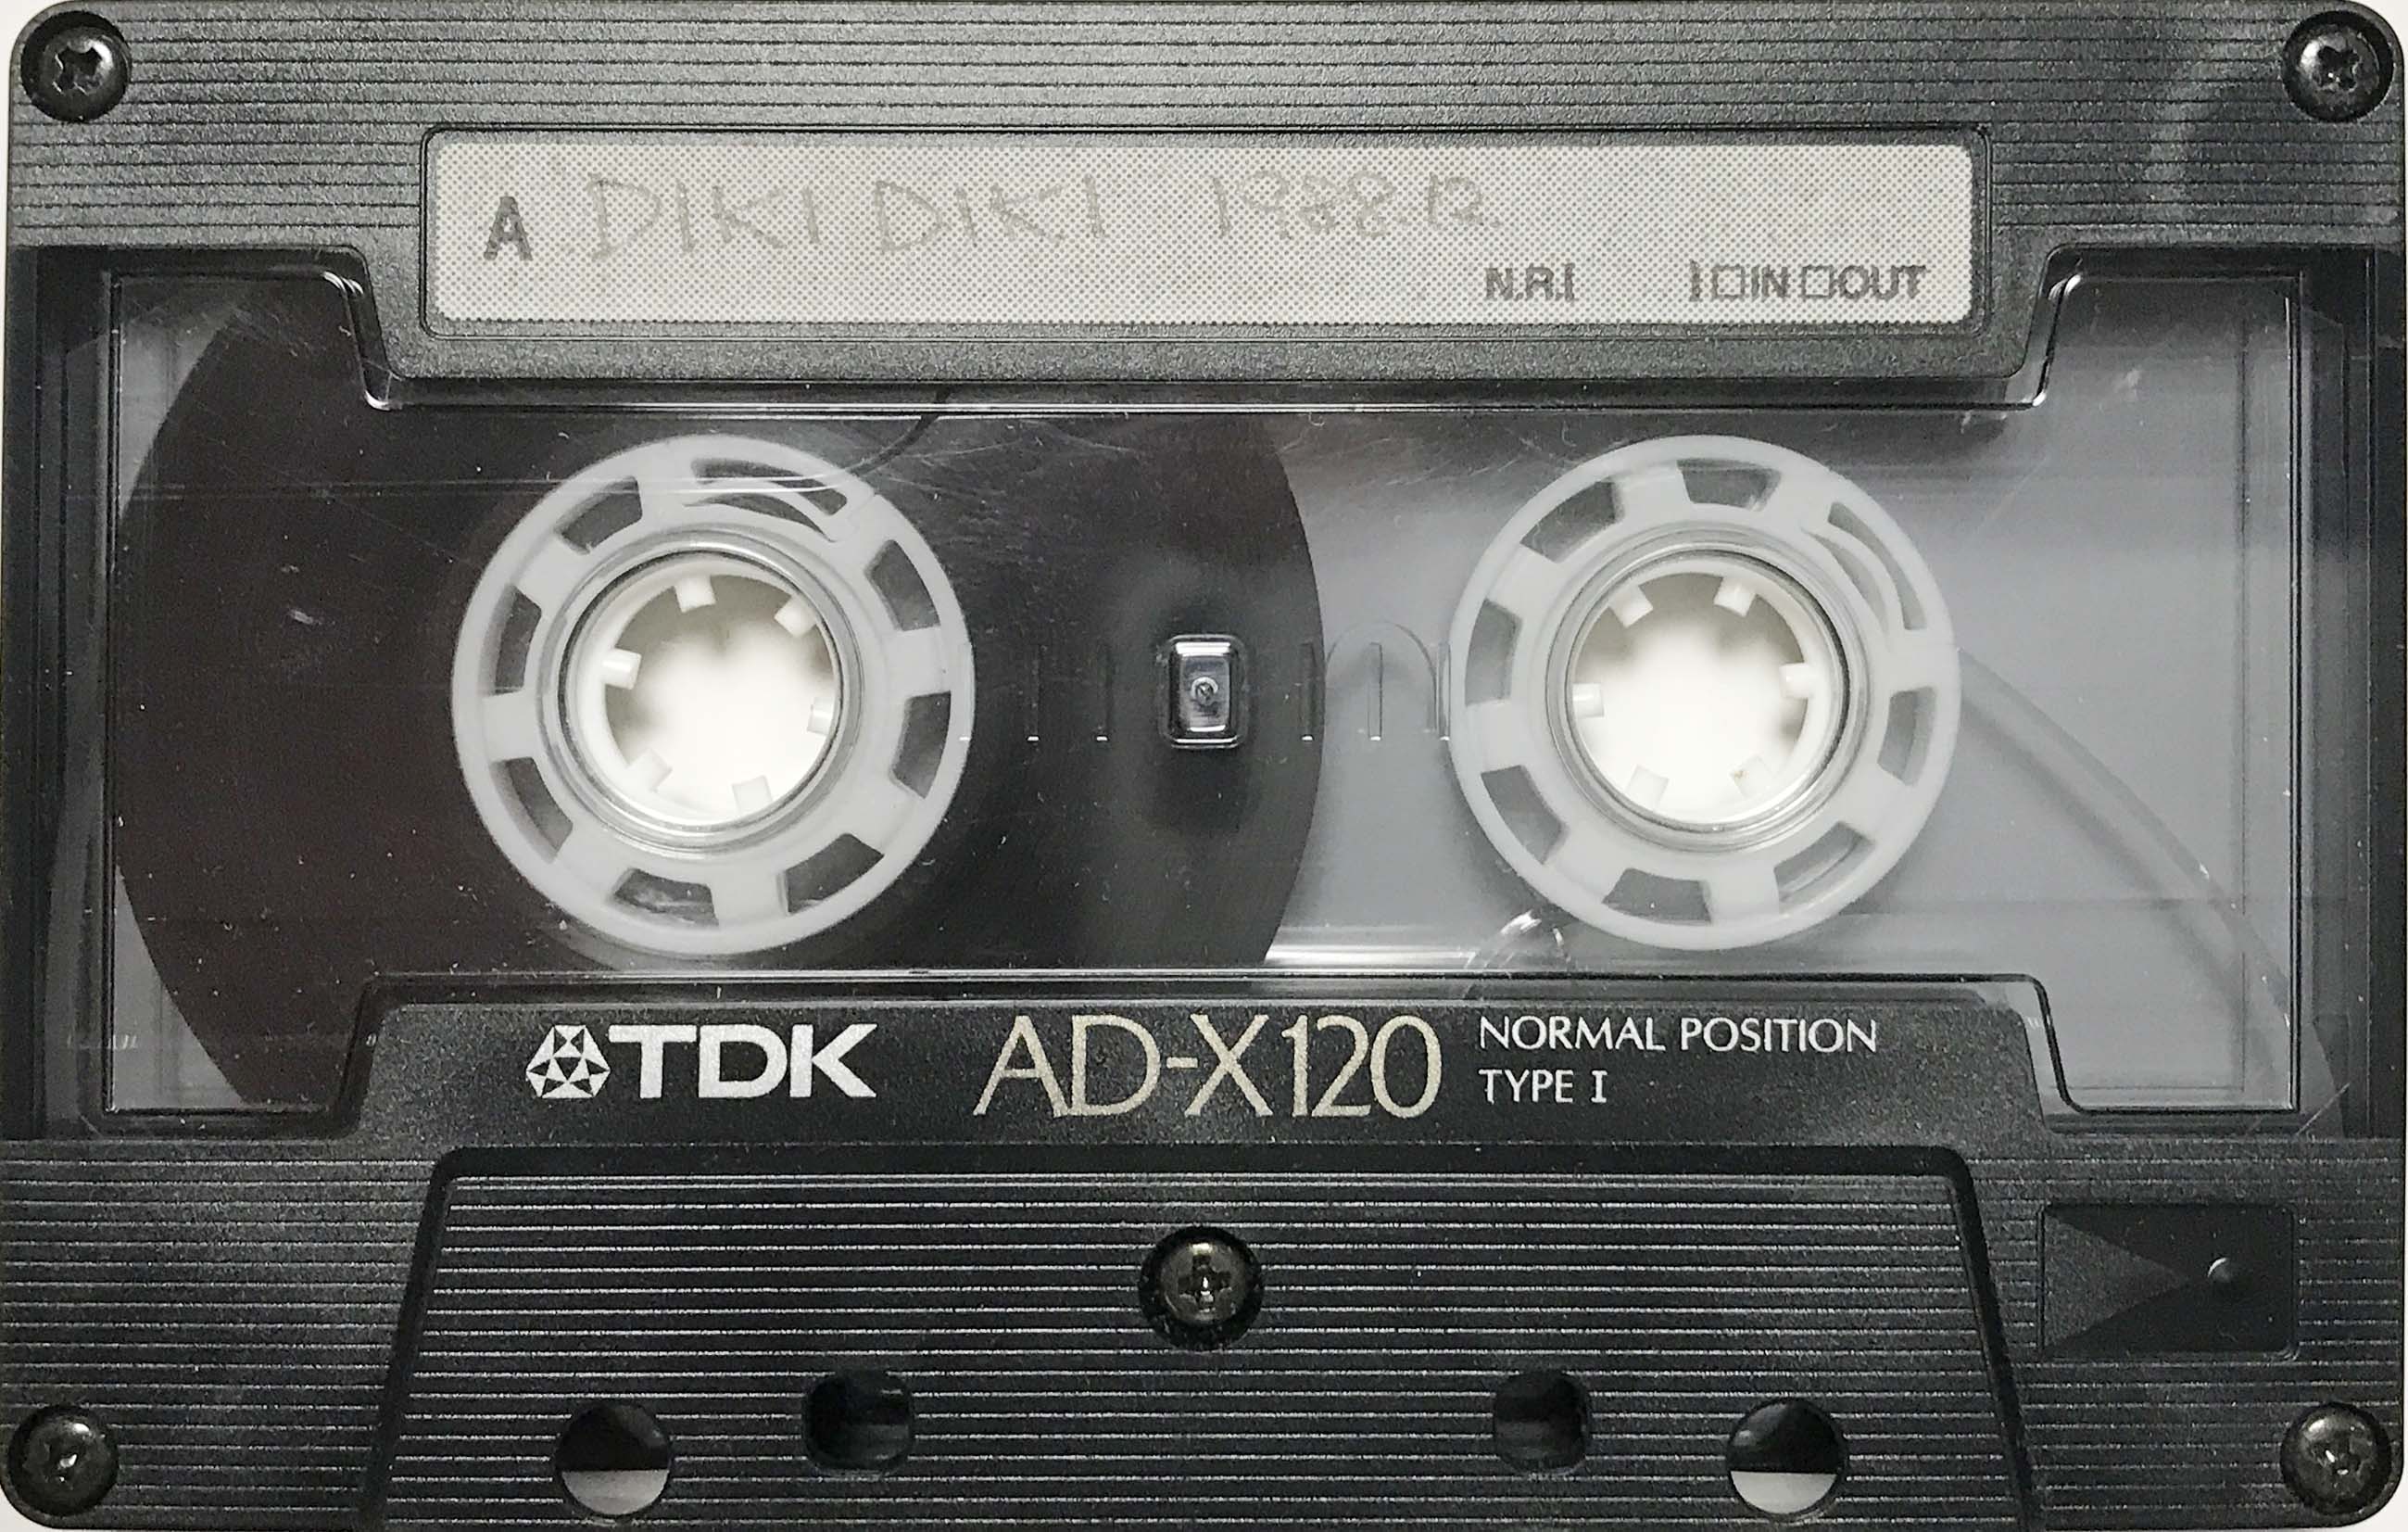 A DIKI DIKI 1988.12.
N.R. □IN □OUT
TDK AD-X120 NORMAL POSITION
TYPE I